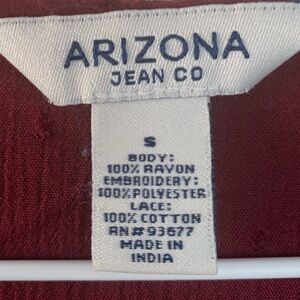 ARIZONA
JEAN CO
S
BODY:
100% RAYON
EMBROIDERY:
100% POLYESTER
LACE:
100% COTTON
RN# 93677
MADE IN
INDIA